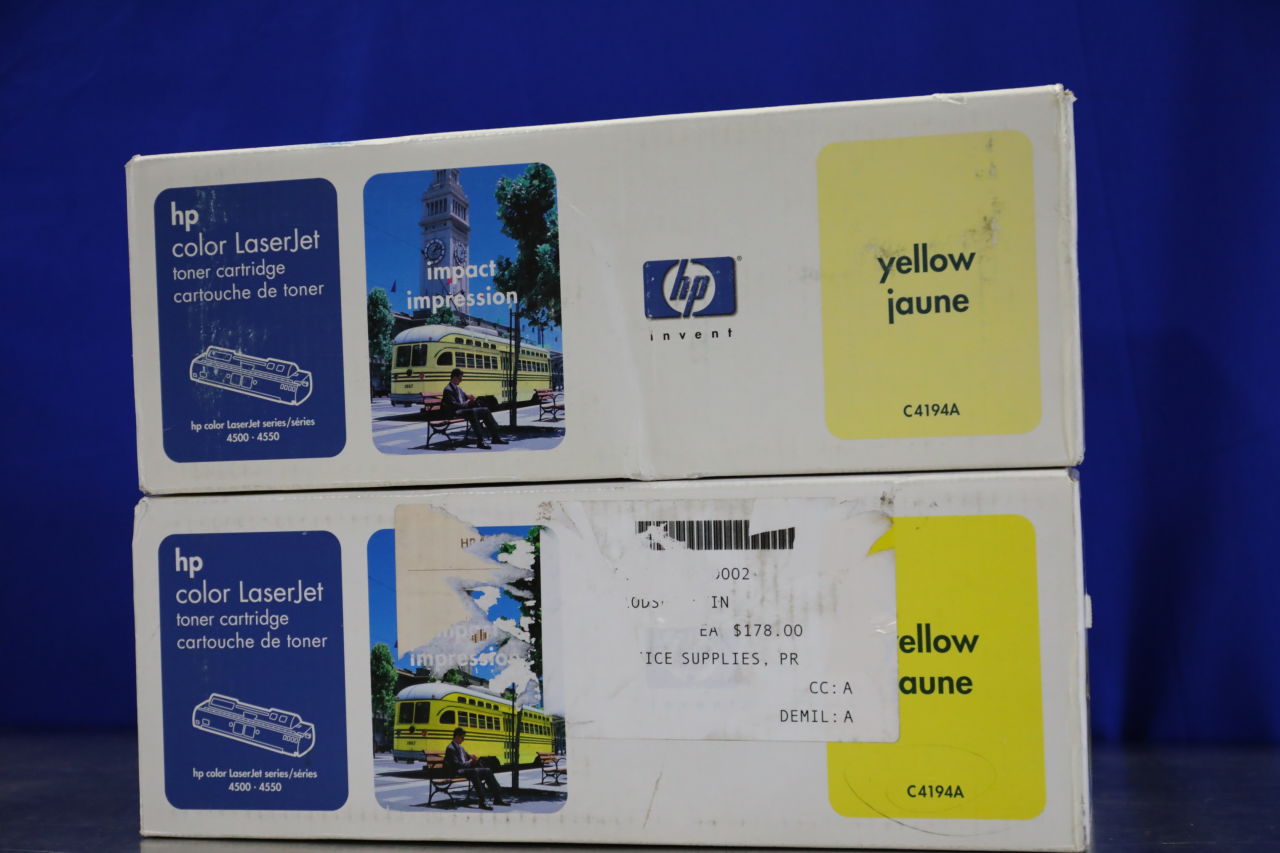 hp
color LaserJet
toner cartridge
cartouche de toner
hp color LaserJet series/séries
4500 · 4550
impact
impression
hp
invent
yellow
jaune
C4194A
hp
color LaserJet
toner cartridge
cartouche de toner
hp color LaserJet series/séries
4500 · 4550
impression
002
IN
EA $178.00
ICE SUPPLIES, PR
CC: A
DEMIL: A
ellow
aune
C4194A